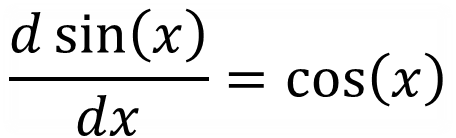 d sin(x)
dx
= cos(x)